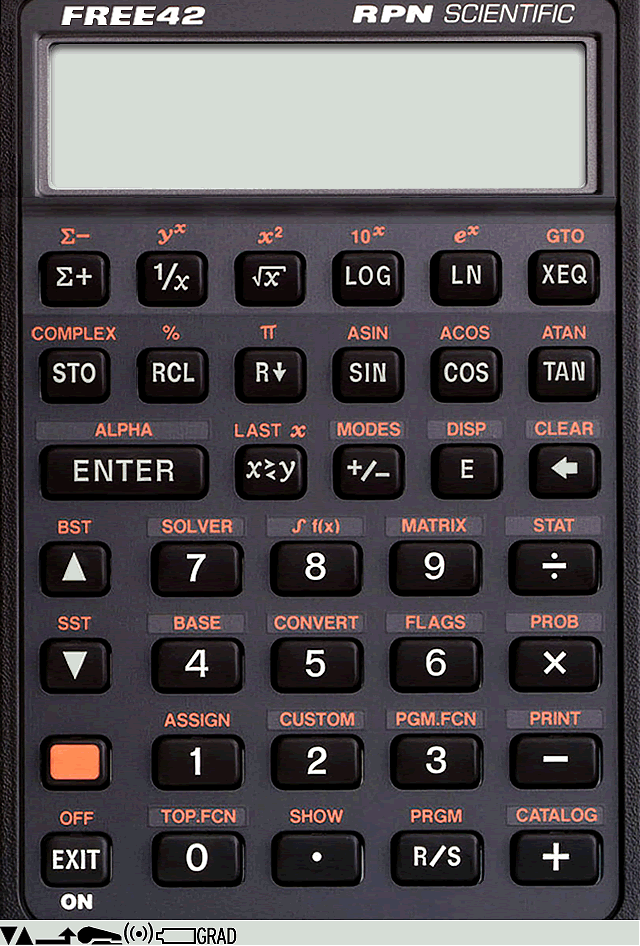 FREE42 RPN SCIENTIFIC
Σ− yˣ x² 10ˣ eˣ GTO
Σ+ 1/x √x LOG LN XEQ
COMPLEX % π ASIN ACOS ATAN
STO RCL R↓ SIN COS TAN
ALPHA LAST x MODES DISP CLEAR
ENTER x≷y +/− E ←
BST SOLVER ∫ f(x) MATRIX STAT
▲ 7 8 9 ÷
SST BASE CONVERT FLAGS PROB
▼ 4 5 6 ×
ASSIGN CUSTOM PGM.FCN PRINT
1 2 3 −
OFF TOP.FCN SHOW PRGM CATALOG
EXIT 0 . R/S +
ON
▼▲ ((•)) GRAD